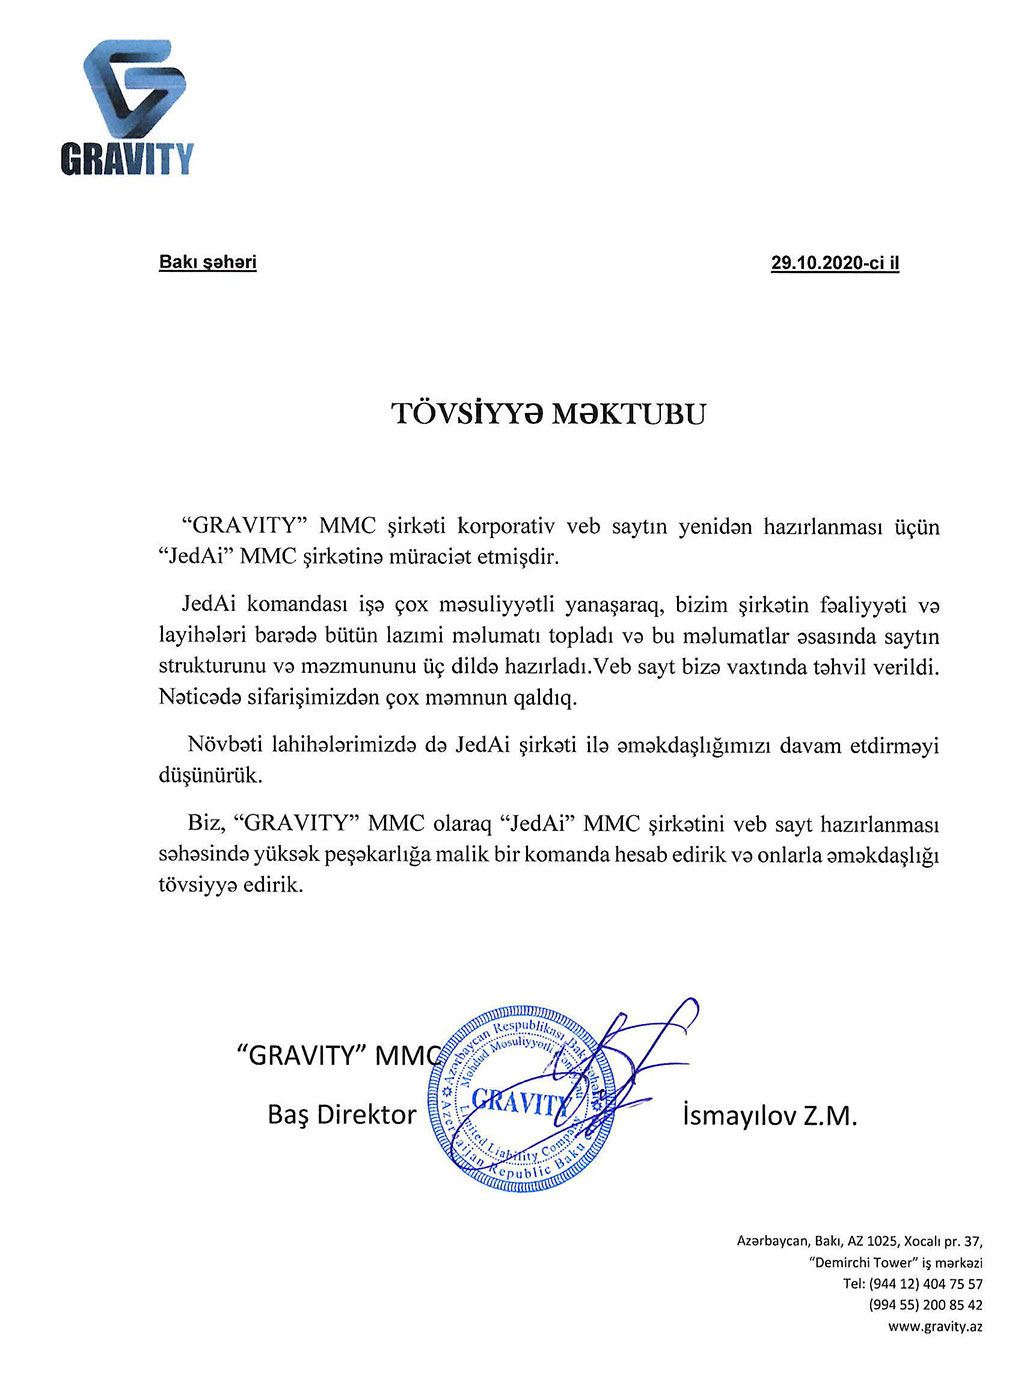 GRAVITY
Bakı şəhəri
29.10.2020-ci il
TÖVSİYYƏ MƏKTUBU
“GRAVITY” MMC şirkəti korporativ veb saytın yenidən hazırlanması üçün
“JedAi” MMC şirkətinə müraciət etmişdir.
JedAi komandası işə çox məsuliyyətli yanaşaraq, bizim şirkətin fəaliyyəti və
layihələri barədə bütün lazımi məlumatı topladı və bu məlumatlar əsasında saytın
strukturunu və məzmununu üç dildə hazırladı.Veb sayt bizə vaxtında təhvil verildi.
Nəticədə sifarişimizdən çox məmnun qaldıq.
Növbəti lahihələrimizdə də JedAi şirkəti ilə əməkdaşlığımızı davam etdirməyi
düşünürük.
Biz, “GRAVITY” MMC olaraq “JedAi” MMC şirkətini veb sayt hazırlanması
səhəsində yüksək peşəkarlığa malik bir komanda hesab edirik və onlarla əməkdaşlığı
tövsiyyə edirik.
“GRAVITY” MMC
Baş Direktor
İsmayılov Z.M.
Azərbaycan Respublikası Bakı
Məhdud Məsuliyyətli
GRAVITY
Limited Liability Company
Azerbaijan Republic Baku
Azərbaycan, Bakı, AZ 1025, Xocalı pr. 37,
“Demirchi Tower” iş mərkəzi
Tel: (944 12) 404 75 57
(994 55) 200 85 42
www.gravity.az